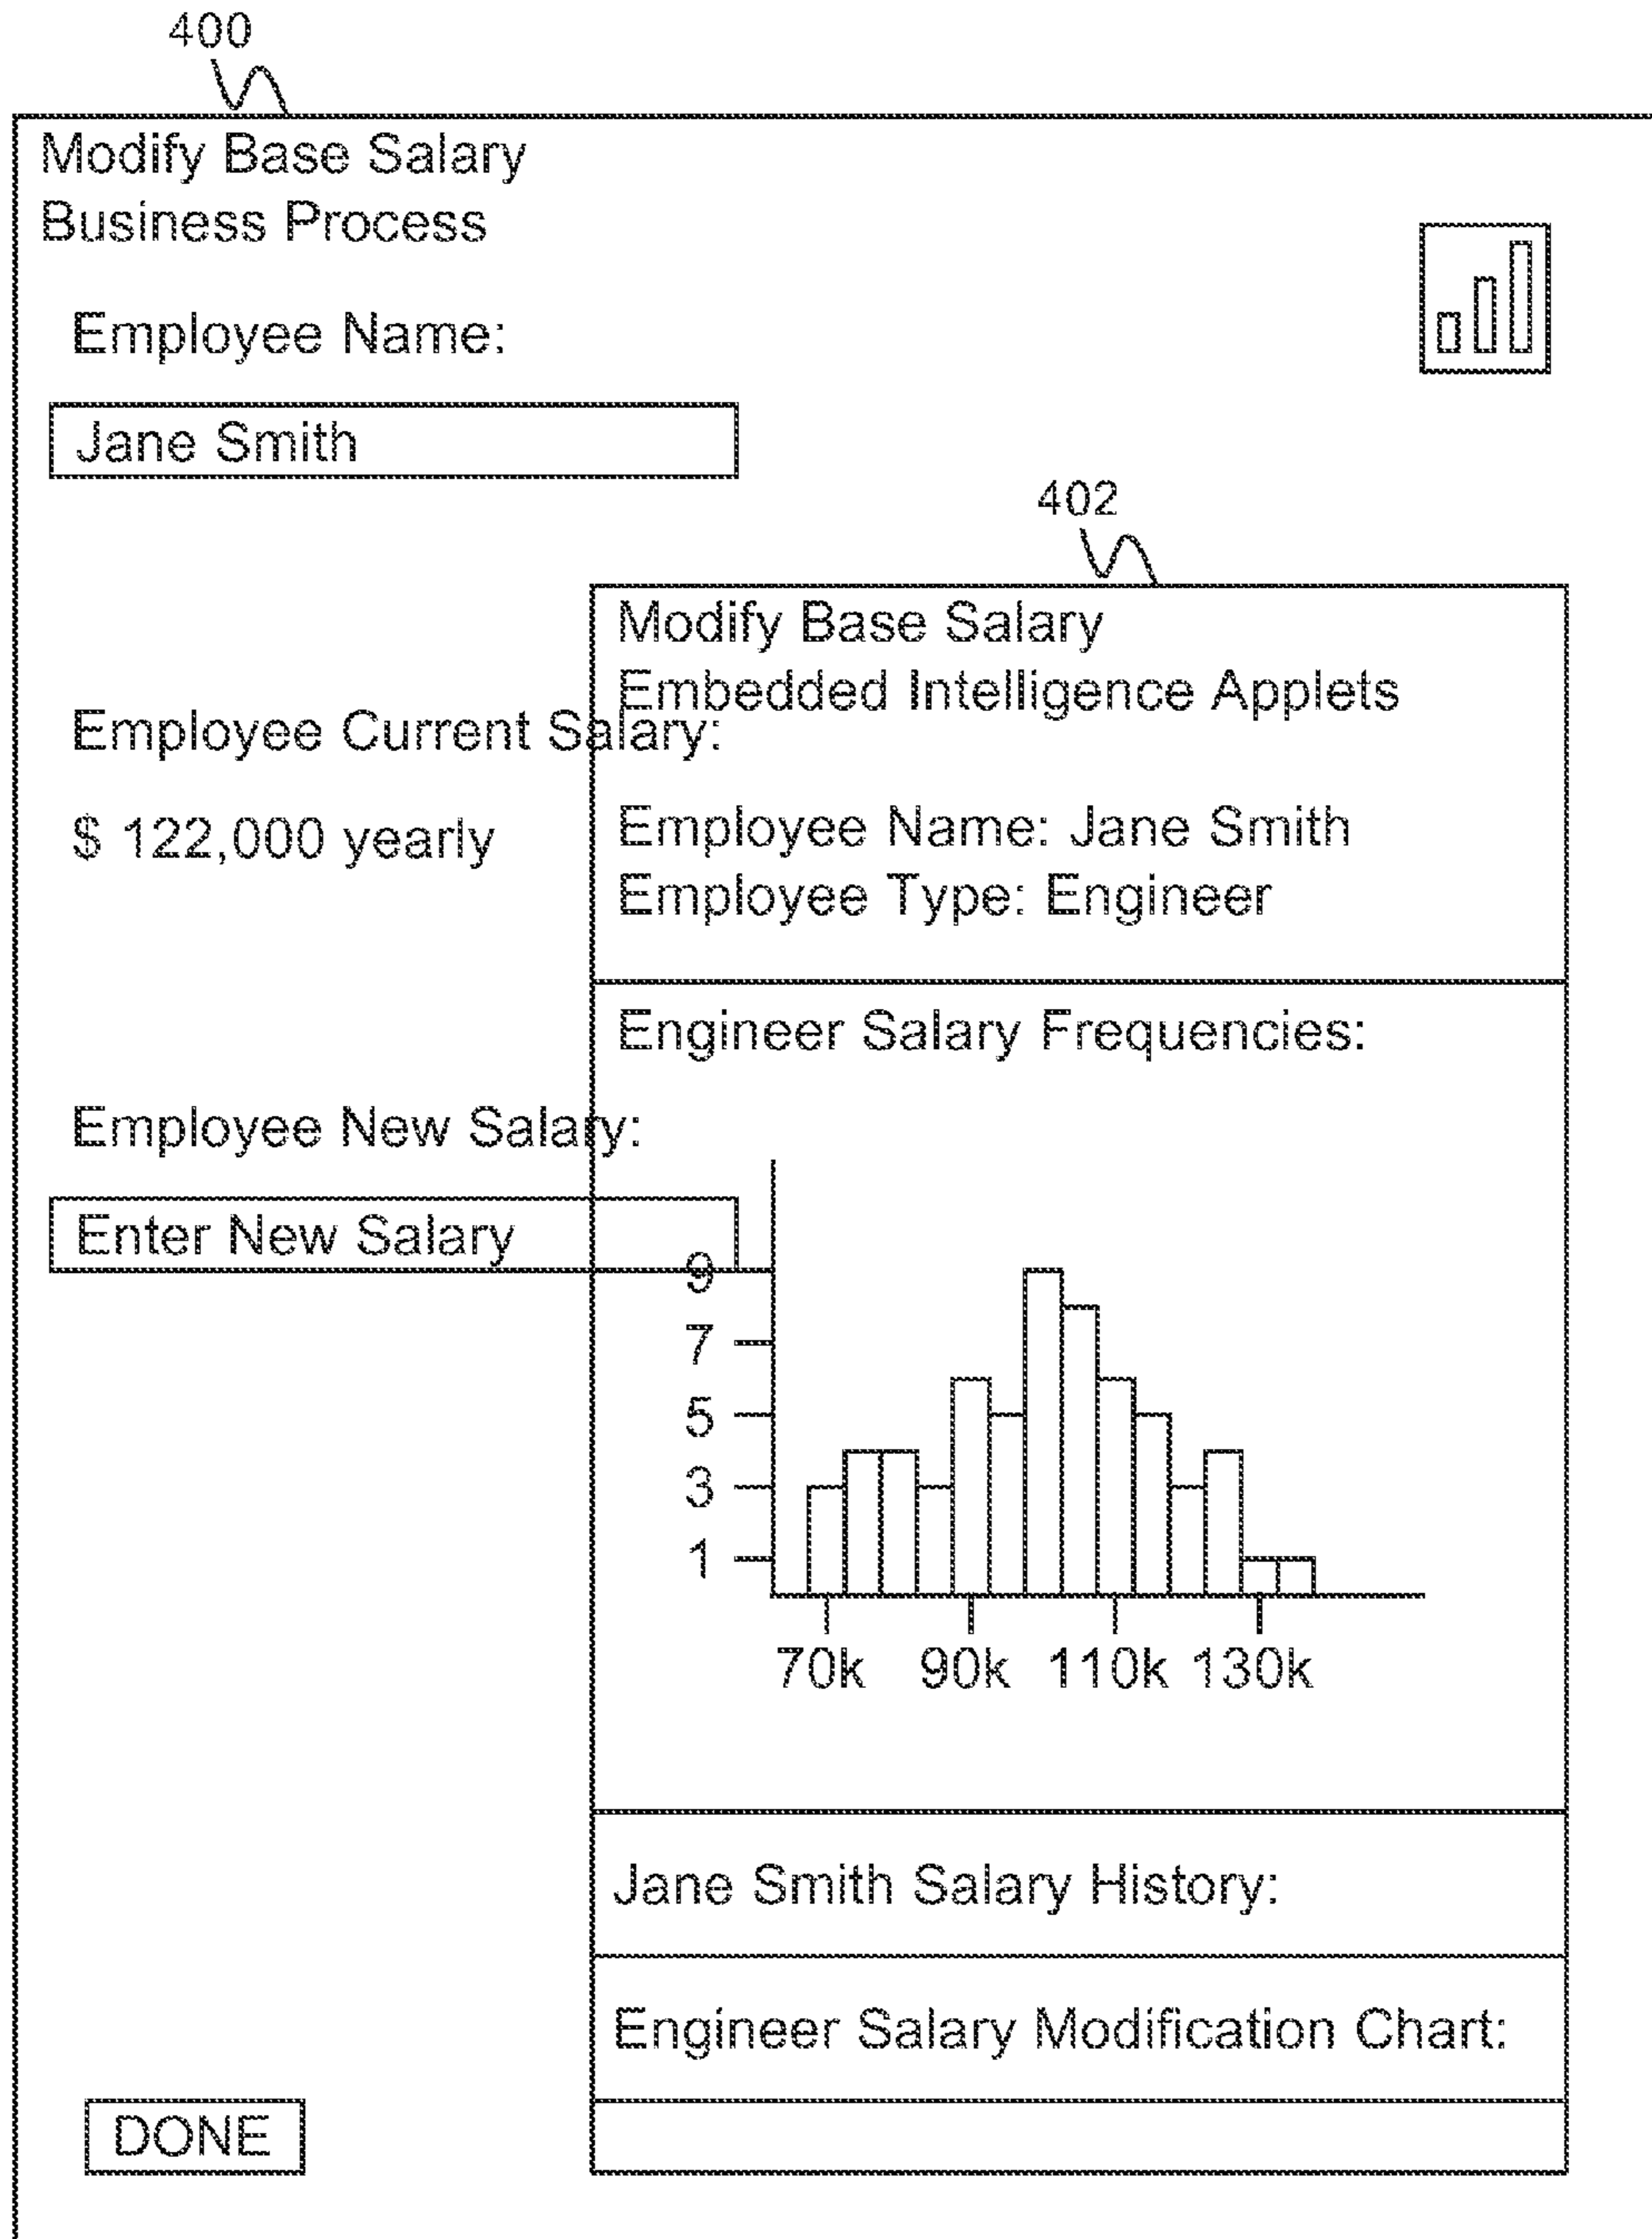 400
Modify Base Salary
Business Process
Employee Name:
Jane Smith
402
Modify Base Salary
Embedded Intelligence Applets
Employee Current Salary:
$ 122,000 yearly
Employee Name: Jane Smith
Employee Type: Engineer
Engineer Salary Frequencies:
Employee New Salary:
Enter New Salary
9
7
5
3
1
70k 90k 110k 130k
Jane Smith Salary History:
Engineer Salary Modification Chart:
DONE